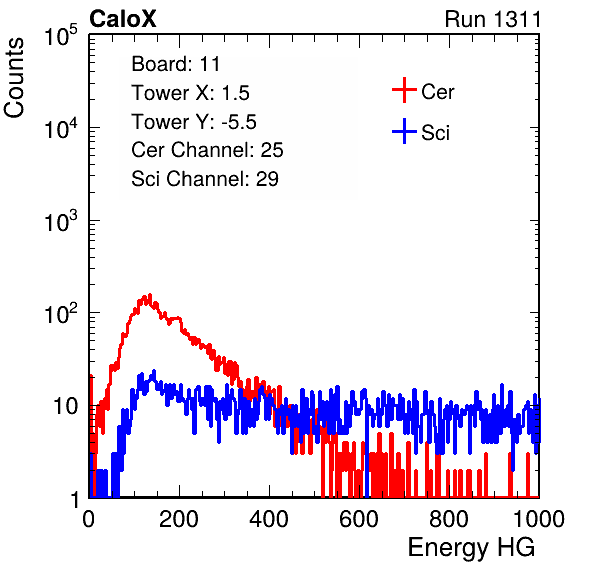 CaloX Run 1311
Counts
Board: 11
Tower X: 1.5
Tower Y: -5.5
Cer Channel: 25
Sci Channel: 29
Cer
Sci
10^5
10^4
10^3
10^2
10
1
0 200 400 600 800 1000
Energy HG